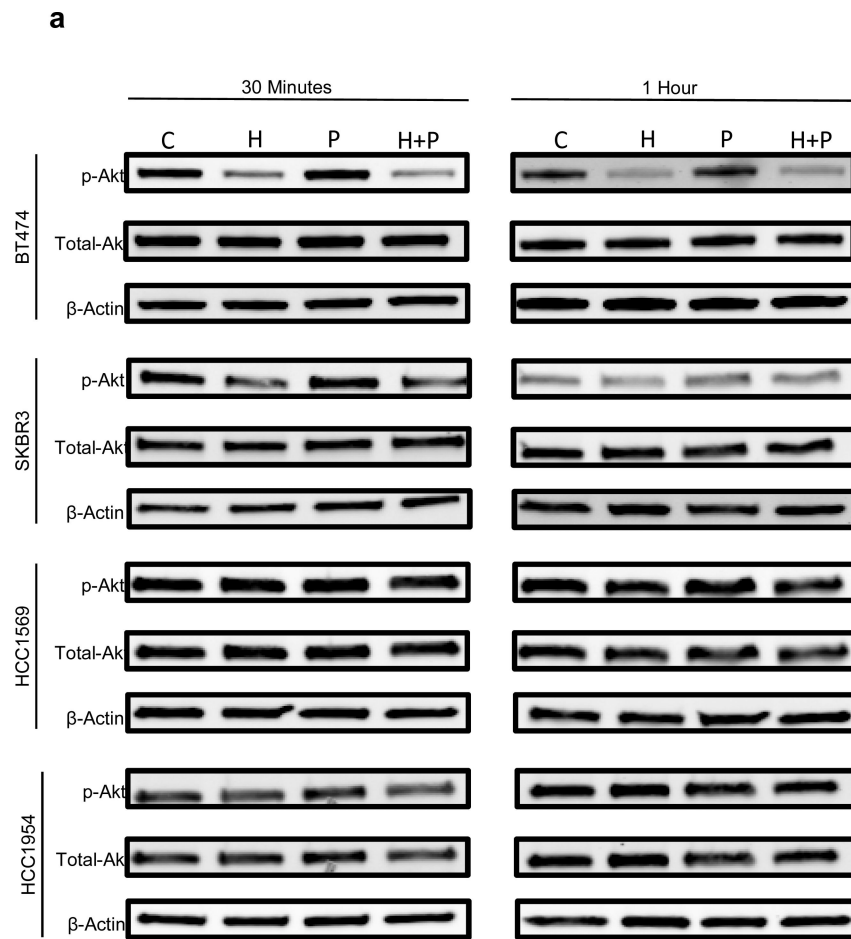 a
30 Minutes 1 Hour
C H P H+P C H P H+P
BT474
p-Akt
Total-Ak
β-Actin
SKBR3
p-Akt
Total-Ak
β-Actin
HCC1569
p-Akt
Total-Ak
β-Actin
HCC1954
p-Akt
Total-Ak
β-Actin